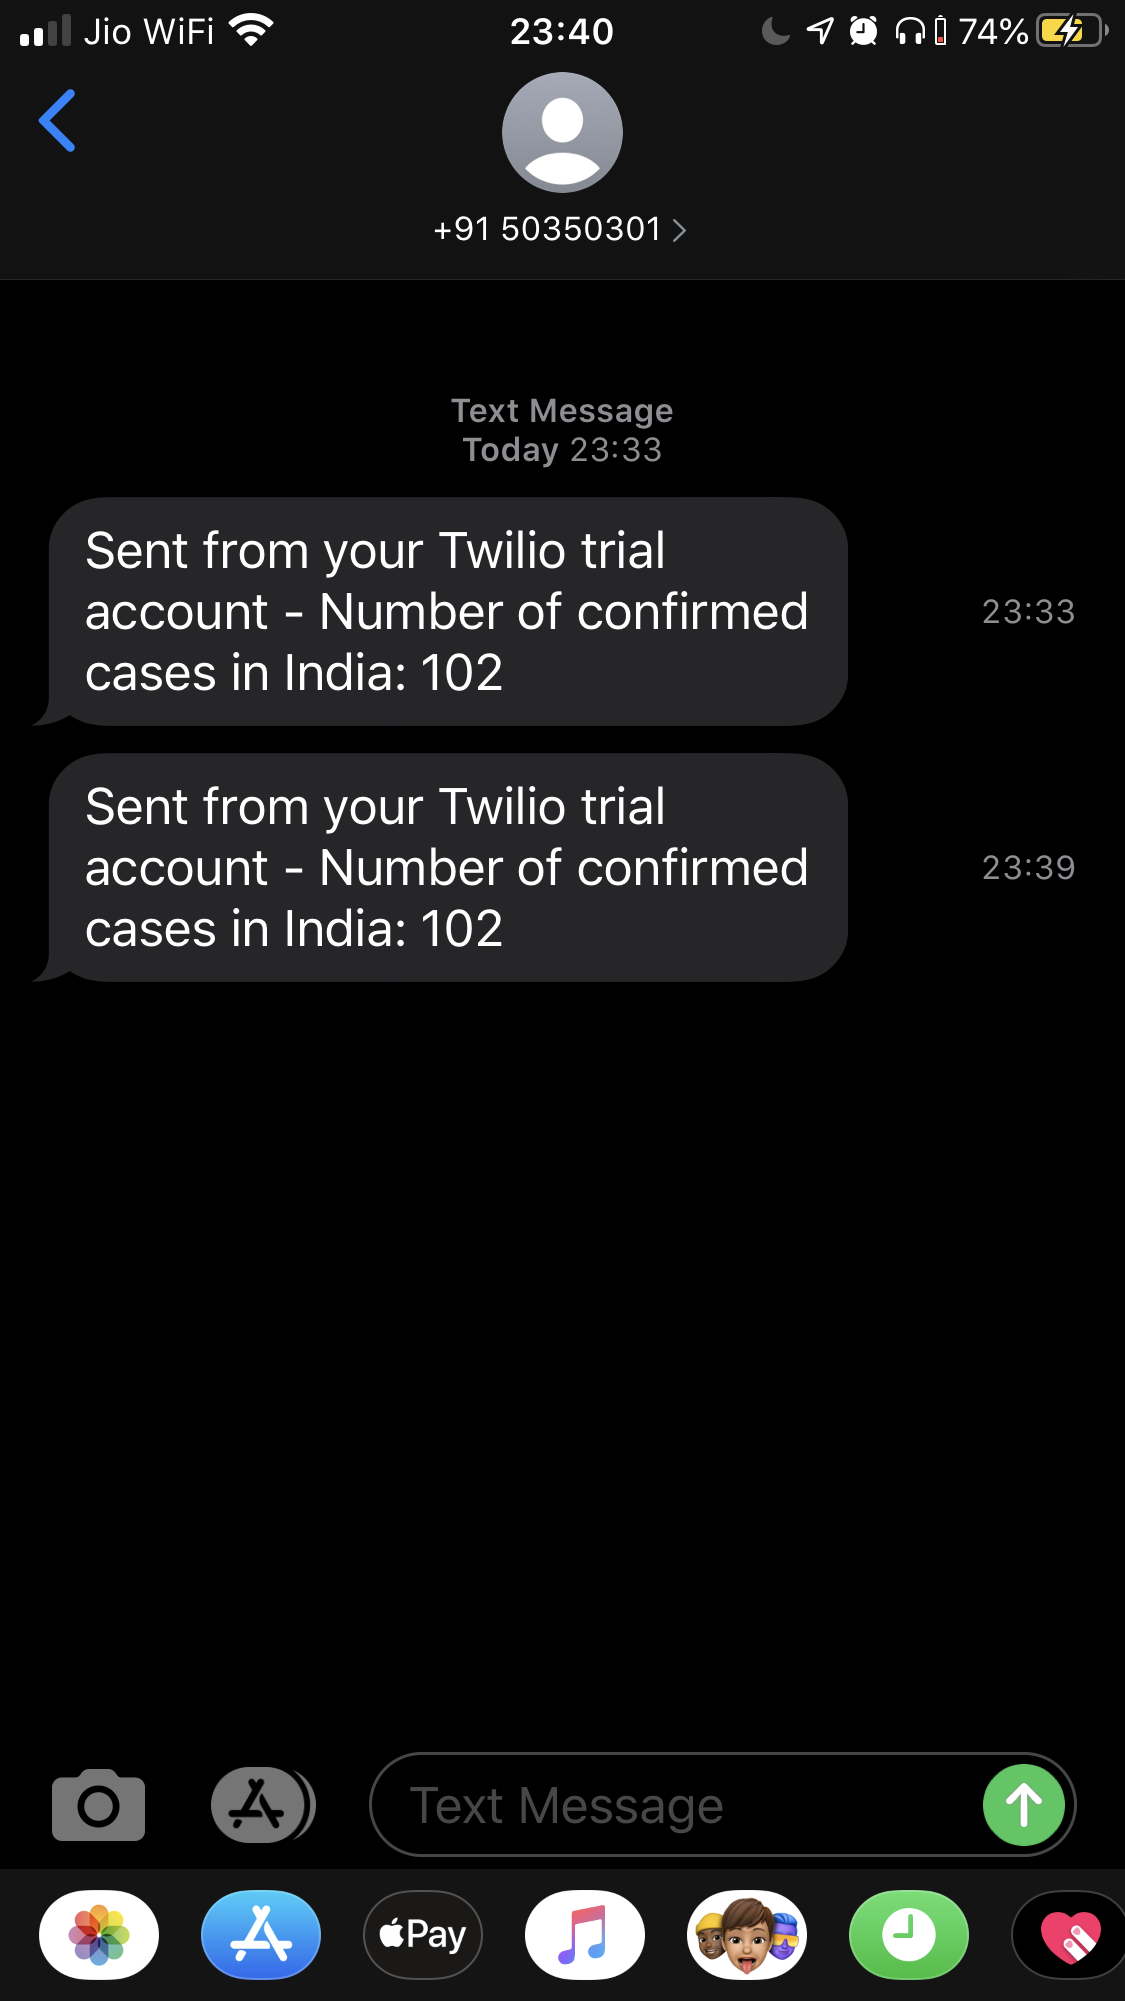 Jio WiFi 23:40 74%
+91 50350301
Text Message
Today 23:33
Sent from your Twilio trial
account - Number of confirmed
cases in India: 102
23:33
Sent from your Twilio trial
account - Number of confirmed
cases in India: 102
23:39
Text Message
Pay